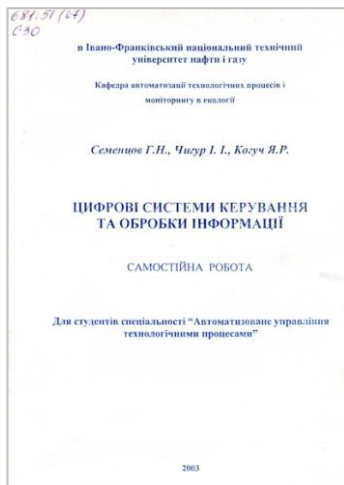 681.51(07)
С30
п Івано-Франківський національний технічний
університет нафти і газу
Кафедра автоматизації технологічних процесів і
моніторингу в екології
Семенцов Г.Н., Чигур І. І., Когуч Я.Р.
ЦИФРОВІ СИСТЕМИ КЕРУВАННЯ
ТА ОБРОБКИ ІНФОРМАЦІЇ
САМОСТІЙНА РОБОТА
Для студентів спеціальності “Автоматизоване управління
технологічними процесами”
2003